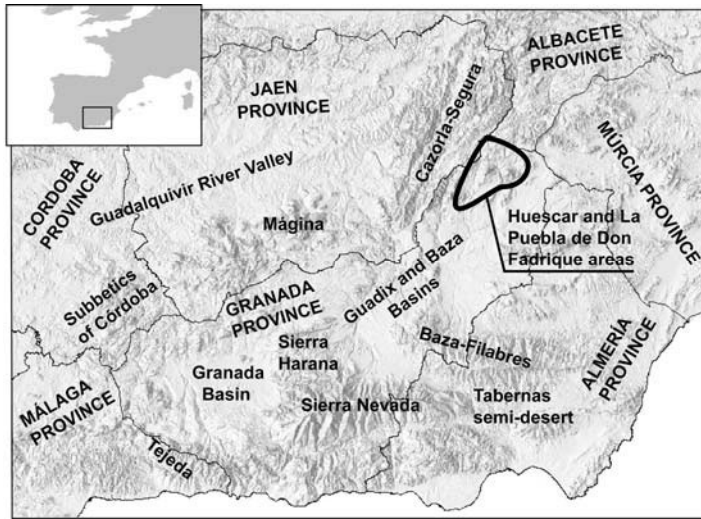 ALBACETE
PROVINCE
JAEN
PROVINCE
Cazorla-Segura
MÚRCIA PROVINCE
CORDOBA
PROVINCE
Guadalquivir River Valley
Mágina
Huescar and La
Puebla de Don
Fadrique areas
Subbetics
of Córdoba
GRANADA
PROVINCE
Guadix and Baza
Basins
Sierra
Harana
Baza-Filabres
ALMERÍA
PROVINCE
Granada
Basin
Sierra Nevada
Tabernas
semi-desert
MÁLAGA
PROVINCE
Tejeda